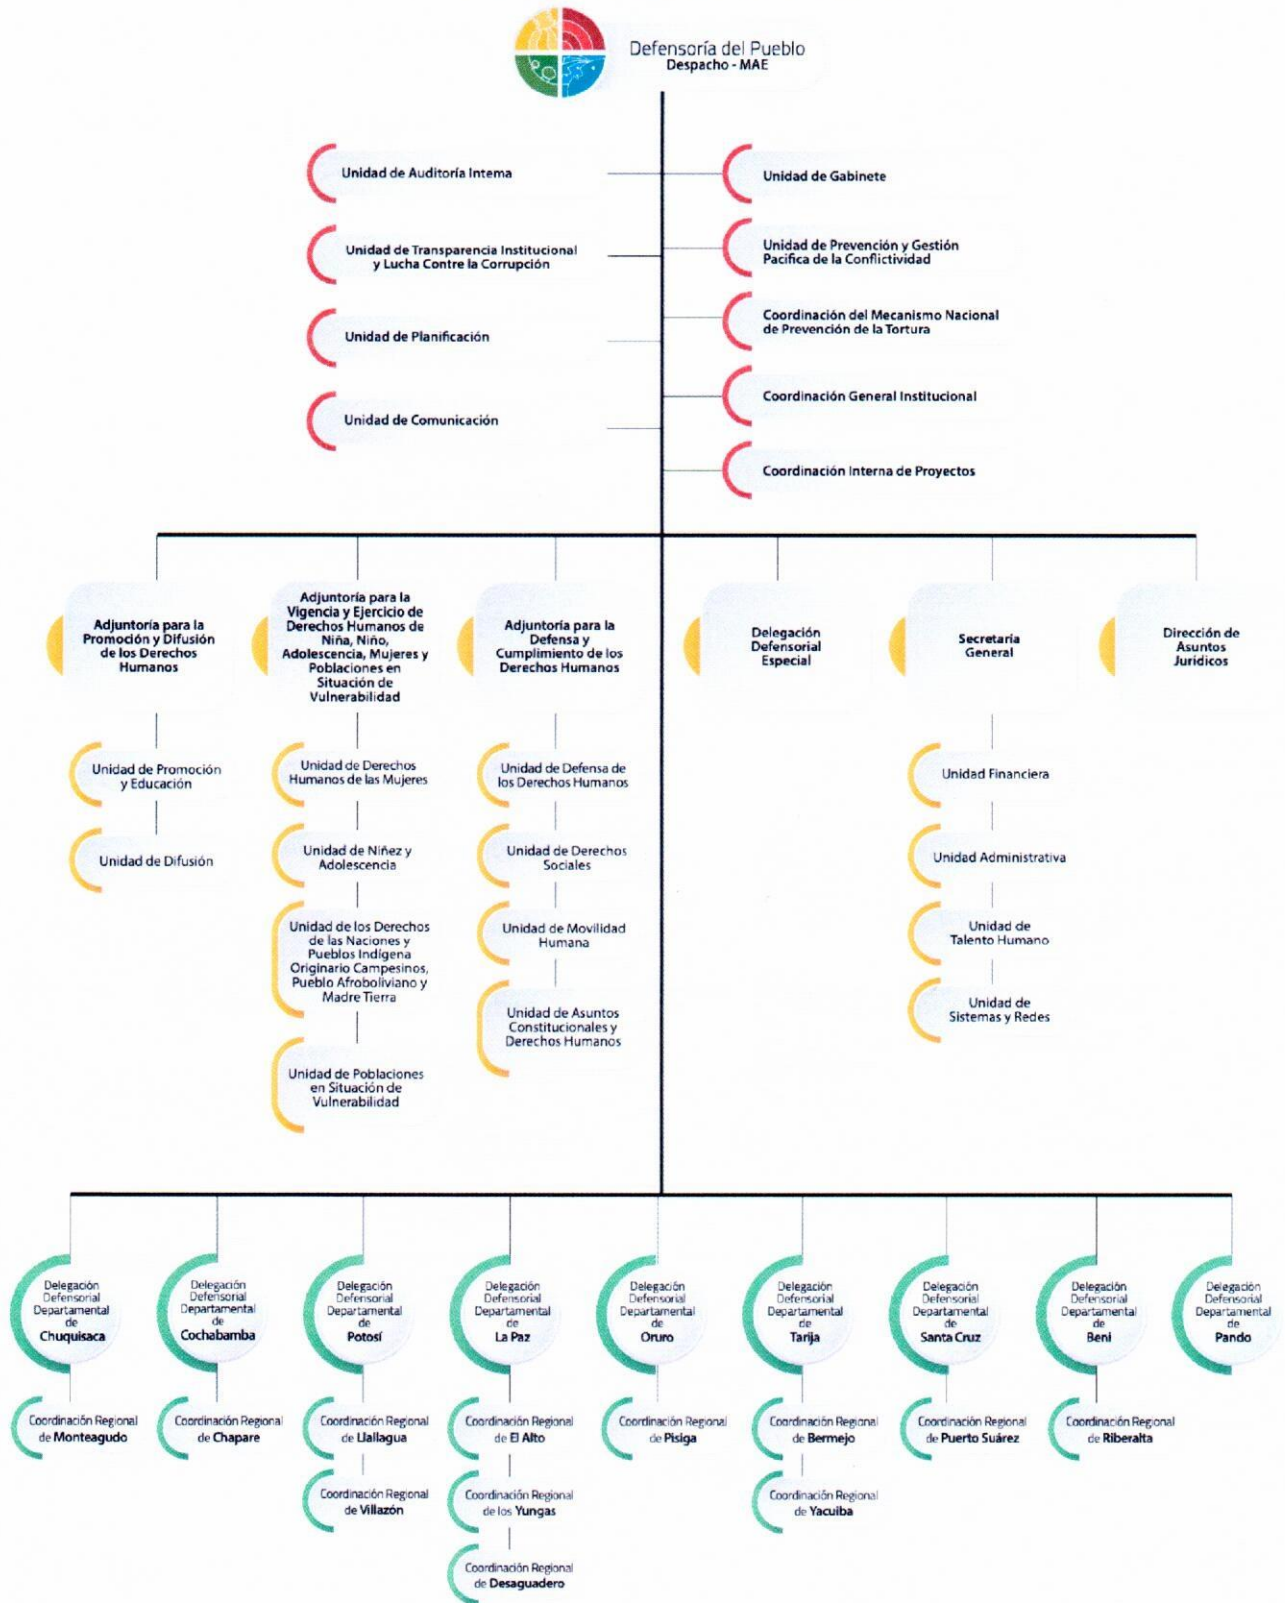 Defensoría del Pueblo
Despacho - MAE
Unidad de Auditoría Interna
Unidad de Transparencia Institucional
y Lucha Contra la Corrupción
Unidad de Planificación
Unidad de Comunicación
Unidad de Gabinete
Unidad de Prevención y Gestión
Pacifica de la Conflictividad
Coordinación del Mecanismo Nacional
de Prevención de la Tortura
Coordinación General Institucional
Coordinación Interna de Proyectos
Adjuntoría para la
Promoción y Difusión
de los Derechos
Humanos
Unidad de Promoción
y Educación
Unidad de Difusión
Adjuntoría para la
Vigencia y Ejercicio de
Derechos Humanos de
Niña, Niño,
Adolescencia, Mujeres y
Poblaciones en
Situación de
Vulnerabilidad
Unidad de Derechos
Humanos de las Mujeres
Unidad de Niñez y
Adolescencia
Unidad de los Derechos
de las Naciones y
Pueblos Indígena
Originario Campesinos,
Pueblo Afroboliviano y
Madre Tierra
Unidad de Poblaciones
en Situación de
Vulnerabilidad
Adjuntoría para la
Defensa y
Cumplimiento de los
Derechos Humanos
Unidad de Defensa de
los Derechos Humanos
Unidad de Derechos
Sociales
Unidad de Movilidad
Humana
Unidad de Asuntos
Constitucionales y
Derechos Humanos
Delegación
Defensorial
Especial
Secretaría
General
Unidad Financiera
Unidad Administrativa
Unidad de
Talento Humano
Unidad de
Sistemas y Redes
Dirección de
Asuntos
Jurídicos
Delegación
Defensorial
Departamental
de
Chuquisaca
Coordinación Regional
de Monteagudo
Delegación
Defensorial
Departamental
de
Cochabamba
Coordinación Regional
de Chapare
Delegación
Defensorial
Departamental
de
Potosí
Coordinación Regional
de Llallagua
Coordinación Regional
de Villazón
Delegación
Defensorial
Departamental
de
La Paz
Coordinación Regional
de El Alto
Coordinación Regional
de los Yungas
Coordinación Regional
de Desaguadero
Delegación
Defensorial
Departamental
de
Oruro
Coordinación Regional
de Pisiga
Delegación
Defensorial
Departamental
de
Tarija
Coordinación Regional
de Bermejo
Coordinación Regional
de Yacuiba
Delegación
Defensorial
Departamental
de
Santa Cruz
Coordinación Regional
de Puerto Suárez
Delegación
Defensorial
Departamental
de
Beni
Coordinación Regional
de Riberalta
Delegación
Defensorial
Departamental
de
Pando